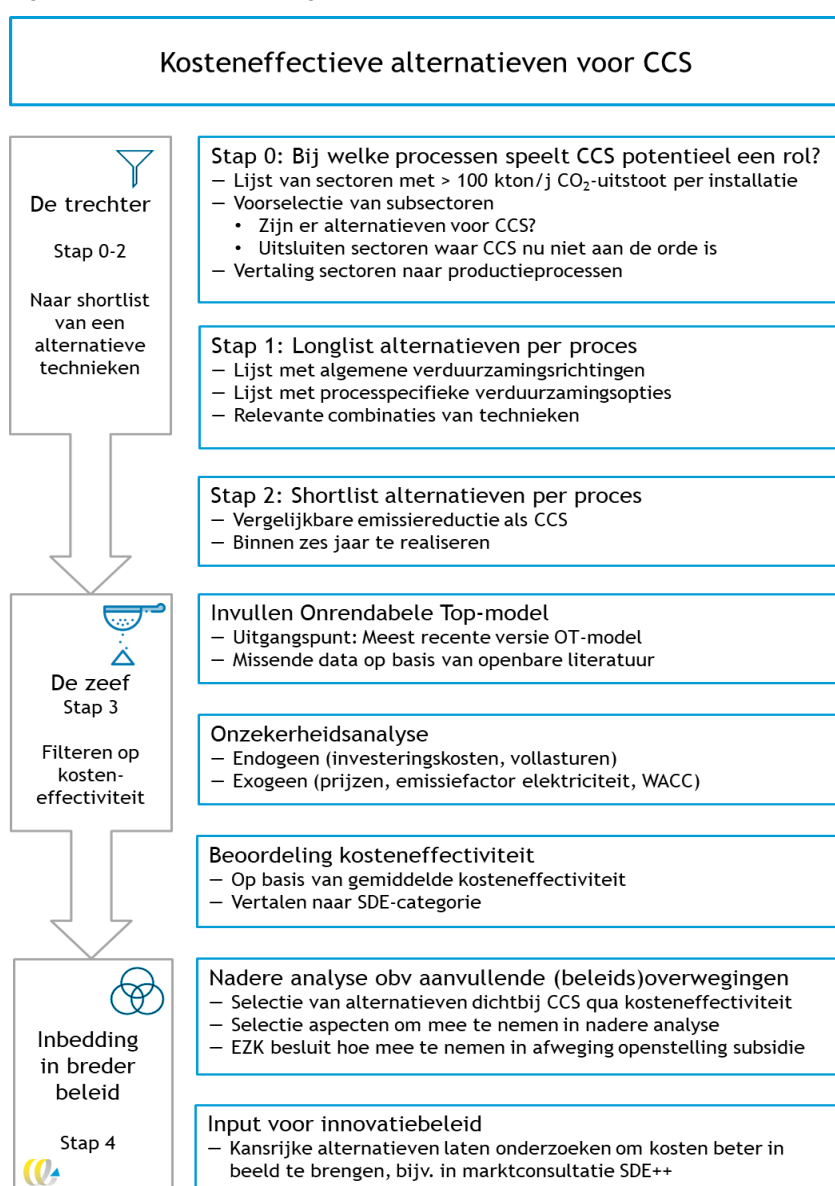 Kosteneffectieve alternatieven voor CCS
De trechter
Stap 0-2
Naar shortlist
van een
alternatieve
technieken
Stap 0: Bij welke processen speelt CCS potentieel een rol?
— Lijst van sectoren met > 100 kton/j CO₂-uitstoot per installatie
— Voorselectie van subsectoren
• Zijn er alternatieven voor CCS?
• Uitsluiten sectoren waar CCS nu niet aan de orde is
— Vertaling sectoren naar productieprocessen
Stap 1: Longlist alternatieven per proces
— Lijst met algemene verduurzamingsrichtingen
— Lijst met processpecifieke verduurzamingsopties
— Relevante combinaties van technieken
Stap 2: Shortlist alternatieven per proces
— Vergelijkbare emissiereductie als CCS
— Binnen zes jaar te realiseren
De zeef
Stap 3
Filteren op
kosten-
effectiviteit
Invullen Onrendabele Top-model
— Uitgangspunt: Meest recente versie OT-model
— Missende data op basis van openbare literatuur
Onzekerheidsanalyse
— Endogeen (investeringskosten, vollasturen)
— Exogeen (prijzen, emissiefactor elektriciteit, WACC)
Beoordeling kosteneffectiviteit
— Op basis van gemiddelde kosteneffectiviteit
— Vertalen naar SDE-categorie
Inbedding
in breder
beleid
Stap 4
Nadere analyse obv aanvullende (beleids)overwegingen
— Selectie van alternatieven dichtbij CCS qua kosteneffectiviteit
— Selectie aspecten om mee te nemen in nadere analyse
— EZK besluit hoe mee te nemen in afweging openstelling subsidie
Input voor innovatiebeleid
— Kansrijke alternatieven laten onderzoeken om kosten beter in
beeld te brengen, bijv. in marktconsultatie SDE++